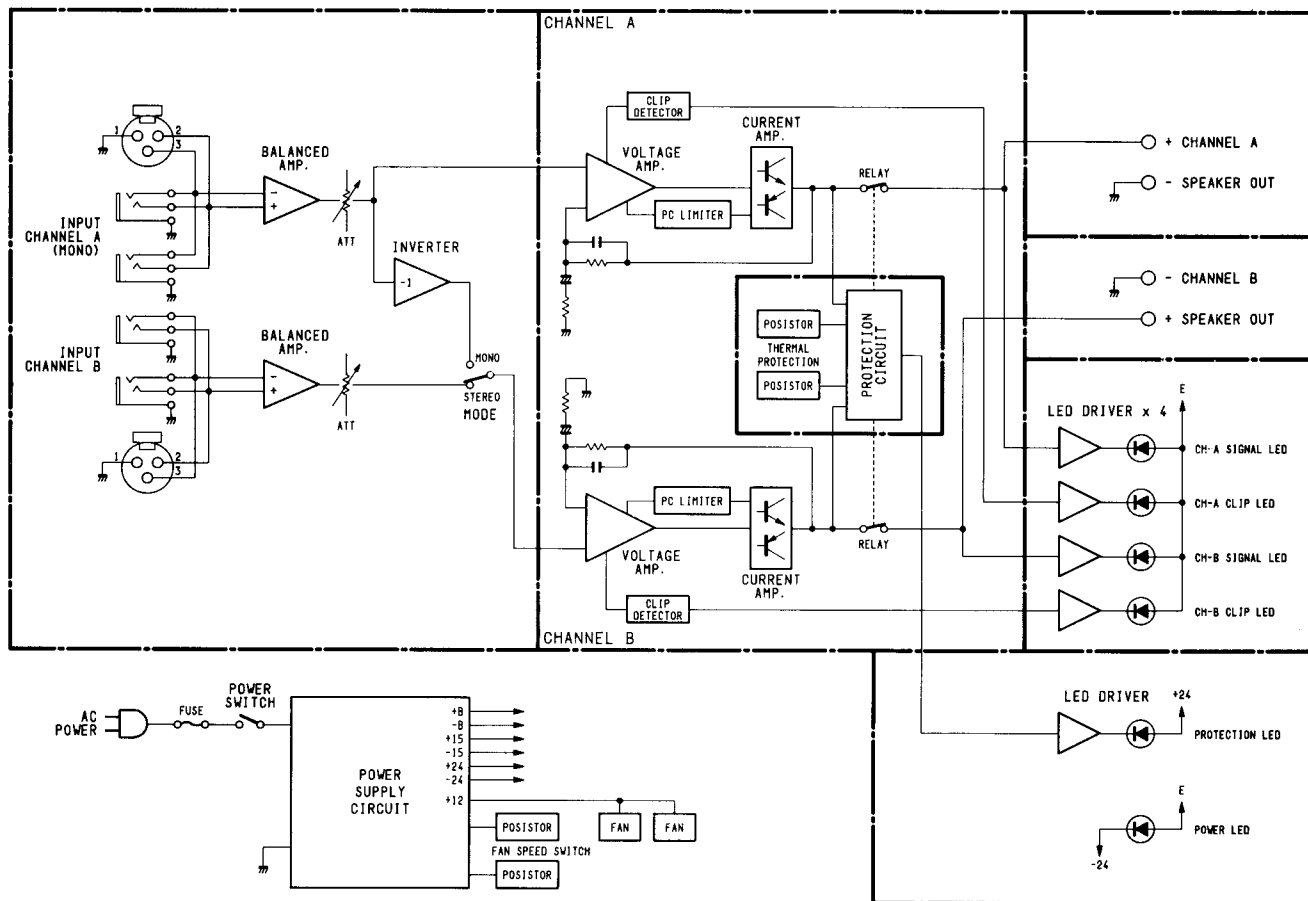 CHANNEL A
CLIP
DETECTOR
CURRENT
AMP.
1
2
3
BALANCED
AMP.
VOLTAGE
AMP.
+ CHANNEL A
RELAY
- SPEAKER OUT
-
+
PC LIMITER
INPUT
CHANNEL A
(MONO)
ATT
INVERTER
-1
- CHANNEL B
+ SPEAKER OUT
POSISTOR
THERMAL
PROTECTION
POSISTOR
PROTECTION
CIRCUIT
INPUT
CHANNEL B
BALANCED
AMP.
-
+
MONO
STEREO
MODE
ATT
E
LED DRIVER x 4
CH-A SIGNAL LED
1
2
3
PC LIMITER
CH-A CLIP LED
VOLTAGE
AMP.
RELAY
CURRENT
AMP.
CH-B SIGNAL LED
CLIP
DETECTOR
CH-B CLIP LED
CHANNEL B
POWER
SWITCH
FUSE
AC
POWER
+B
-B
+15
-15
+24
-24
+12
POWER
SUPPLY
CIRCUIT
LED DRIVER
+24
PROTECTION LED
POSISTOR
FAN
FAN
FAN SPEED SWITCH
POSISTOR
E
POWER LED
-24